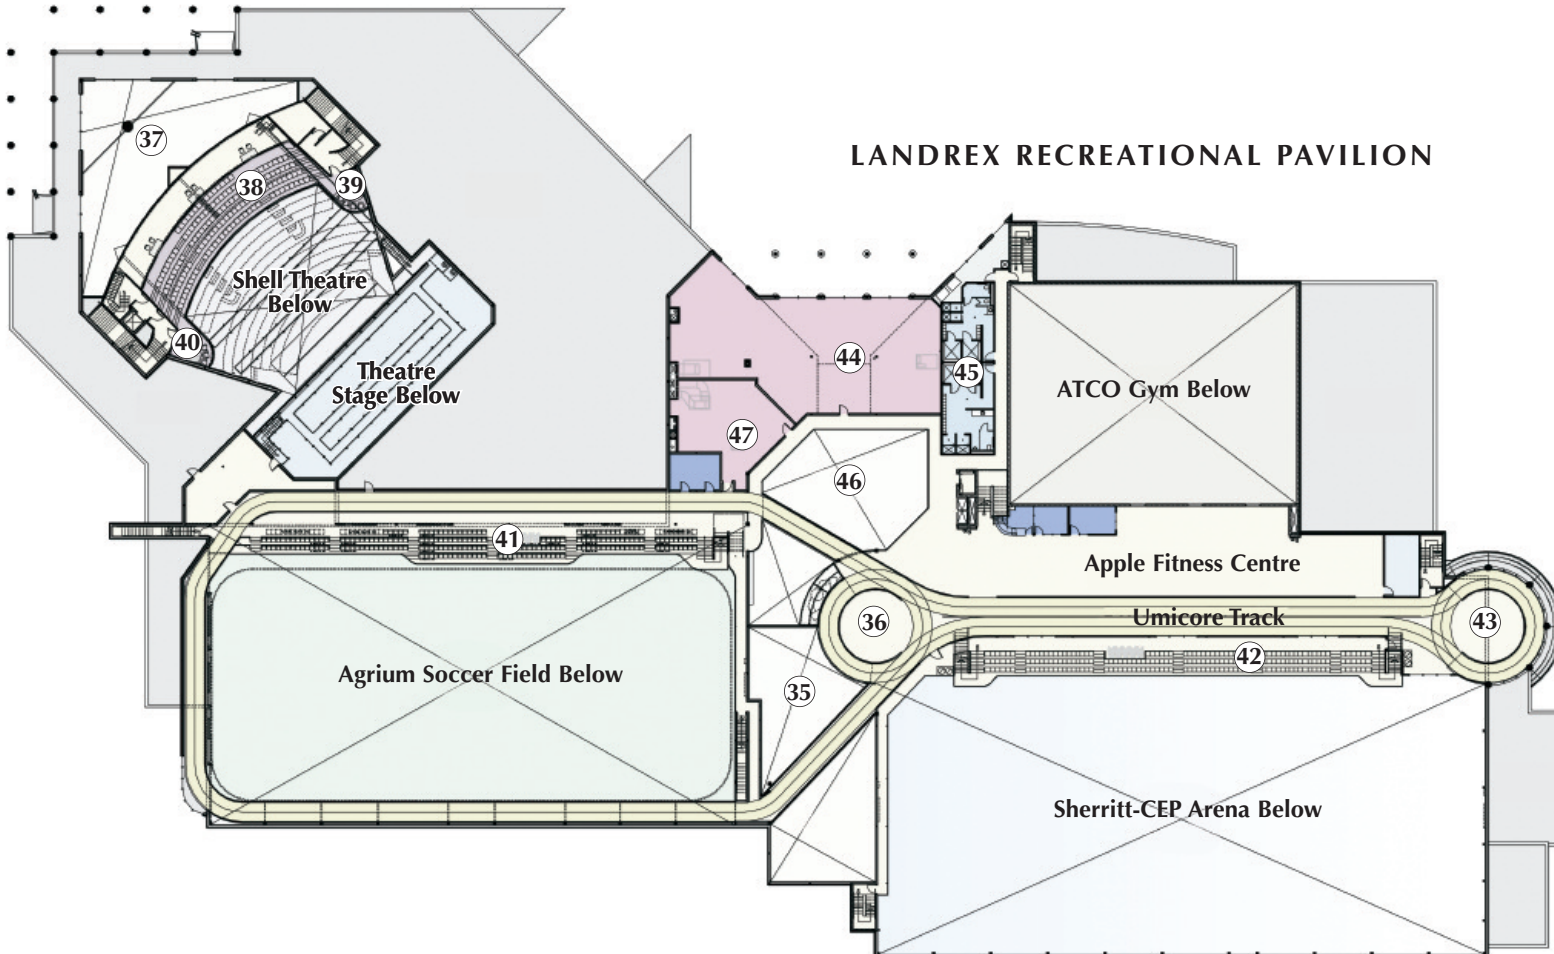 LANDREX RECREATIONAL PAVILION
37
38
39
Shell Theatre
Below
40
Theatre
Stage Below
44
45
ATCO Gym Below
47
46
41
Apple Fitness Centre
36
Umicore Track
43
42
Agrium Soccer Field Below
35
Sherritt-CEP Arena Below